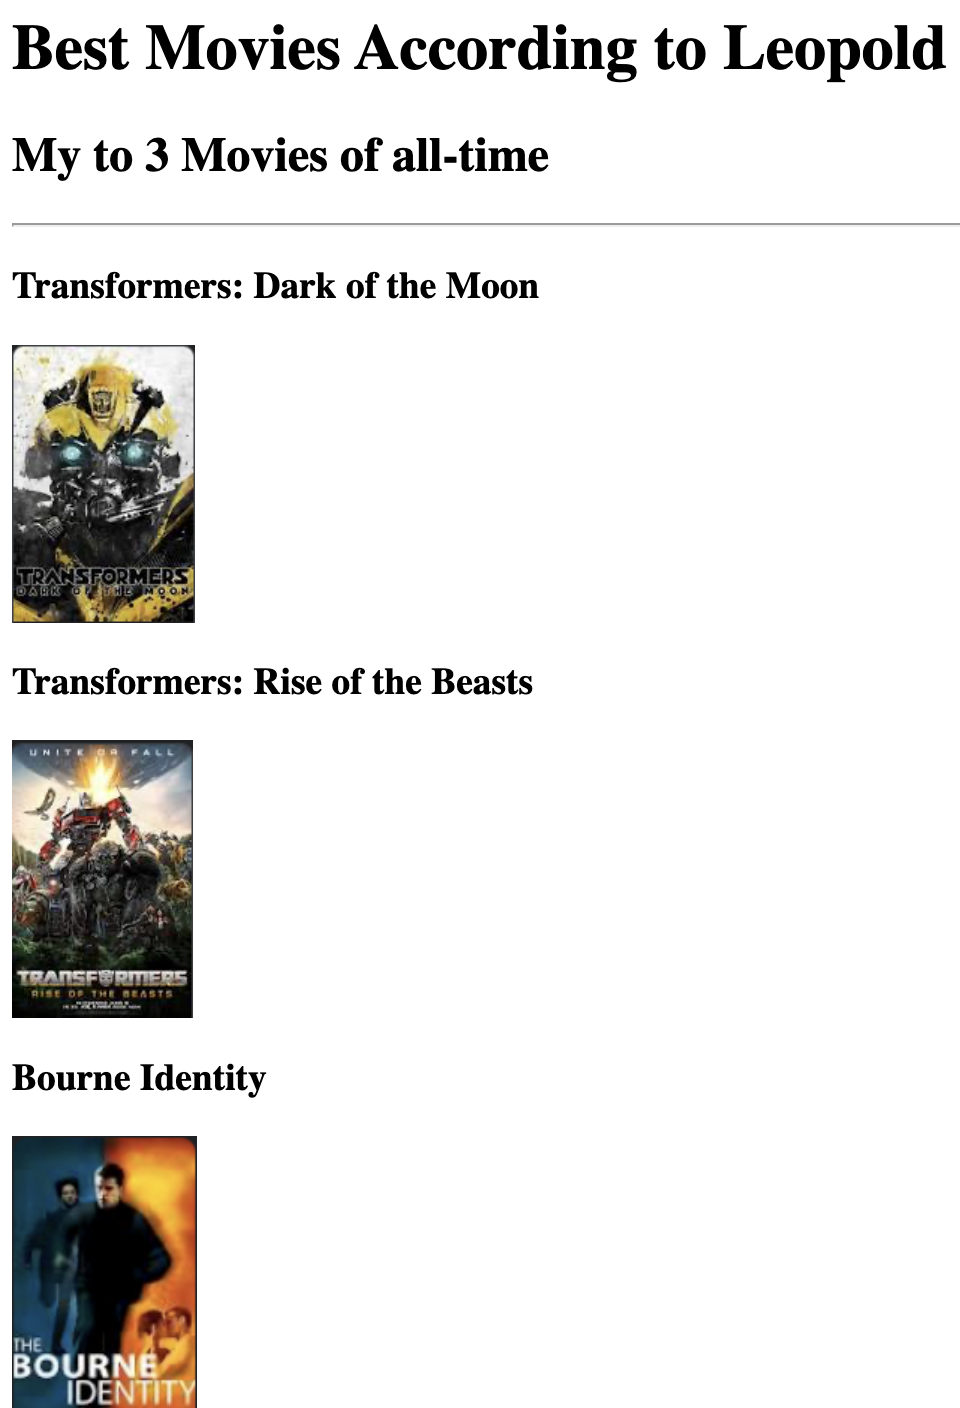 Best Movies According to Leopold
My to 3 Movies of all-time
Transformers: Dark of the Moon
TRANSFORMERS
DARK OF THE MOON
Transformers: Rise of the Beasts
UNITE OR FALL
TRANSFORMERS
RISE OF THE BEASTS
Bourne Identity
THE
BOURNE
IDENTITY